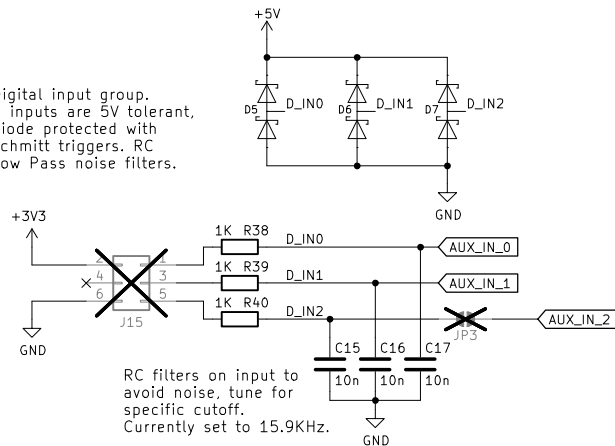 +5V
igital input group.
inputs are 5V tolerant,
iode protected with
chmitt triggers. RC
ow Pass noise filters.
D5 D_IN0 D6 D_IN1 D7 D_IN2
GND
+3V3
1K R38 D_IN0 AUX_IN_0
2 1
1K R39 D_IN1 AUX_IN_1
4 3
1K R40 D_IN2 AUX_IN_2
6 5
J15
JP3
GND
C15 C16 C17
10n 10n 10n
RC filters on input to
avoid noise, tune for
specific cutoff.
Currently set to 15.9KHz.
GND